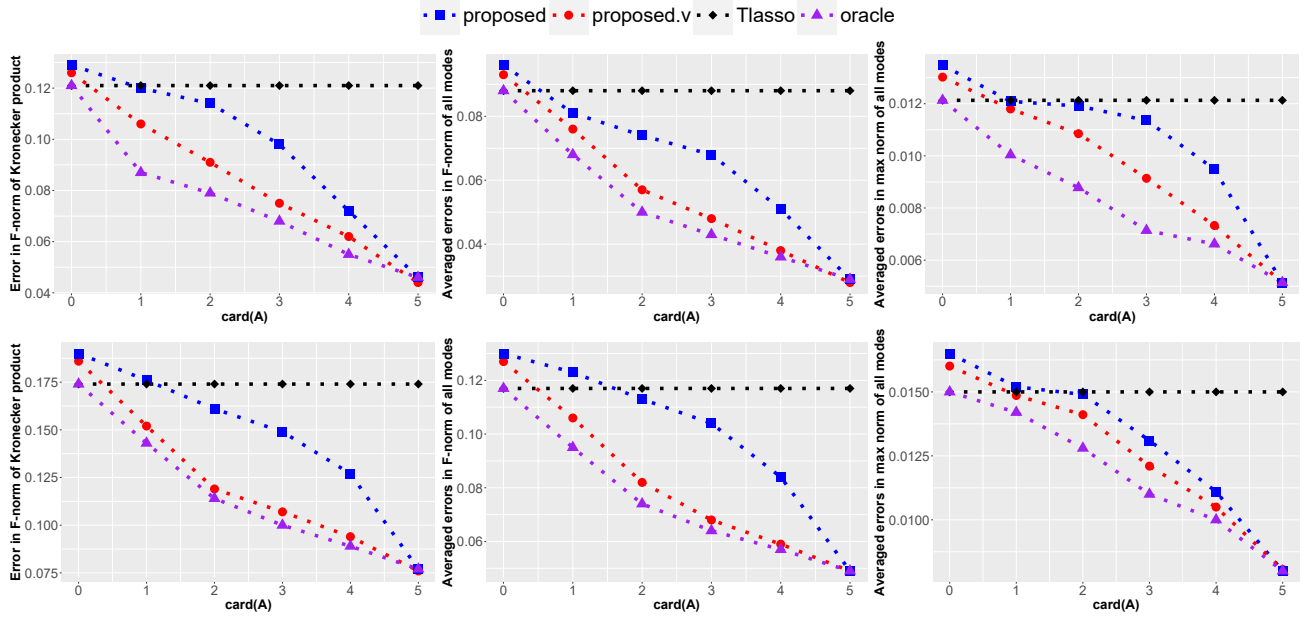 proposed proposed.v Tlasso oracle
Error in F-norm of Kronecker product
0.12
0.10
0.08
0.06
0.04
0 1 2 3 4 5
card(A)
Averaged errors in F-norm of all modes
0.08
0.06
0.04
0 1 2 3 4 5
card(A)
Averaged errors in max norm of all modes
0.012
0.010
0.008
0.006
0 1 2 3 4 5
card(A)
Error in F-norm of Kronecker product
0.175
0.150
0.125
0.100
0.075
0 1 2 3 4 5
card(A)
Averaged errors in F-norm of all modes
0.12
0.10
0.08
0.06
0 1 2 3 4 5
card(A)
Averaged errors in max norm of all modes
0.0150
0.0125
0.0100
0 1 2 3 4 5
card(A)